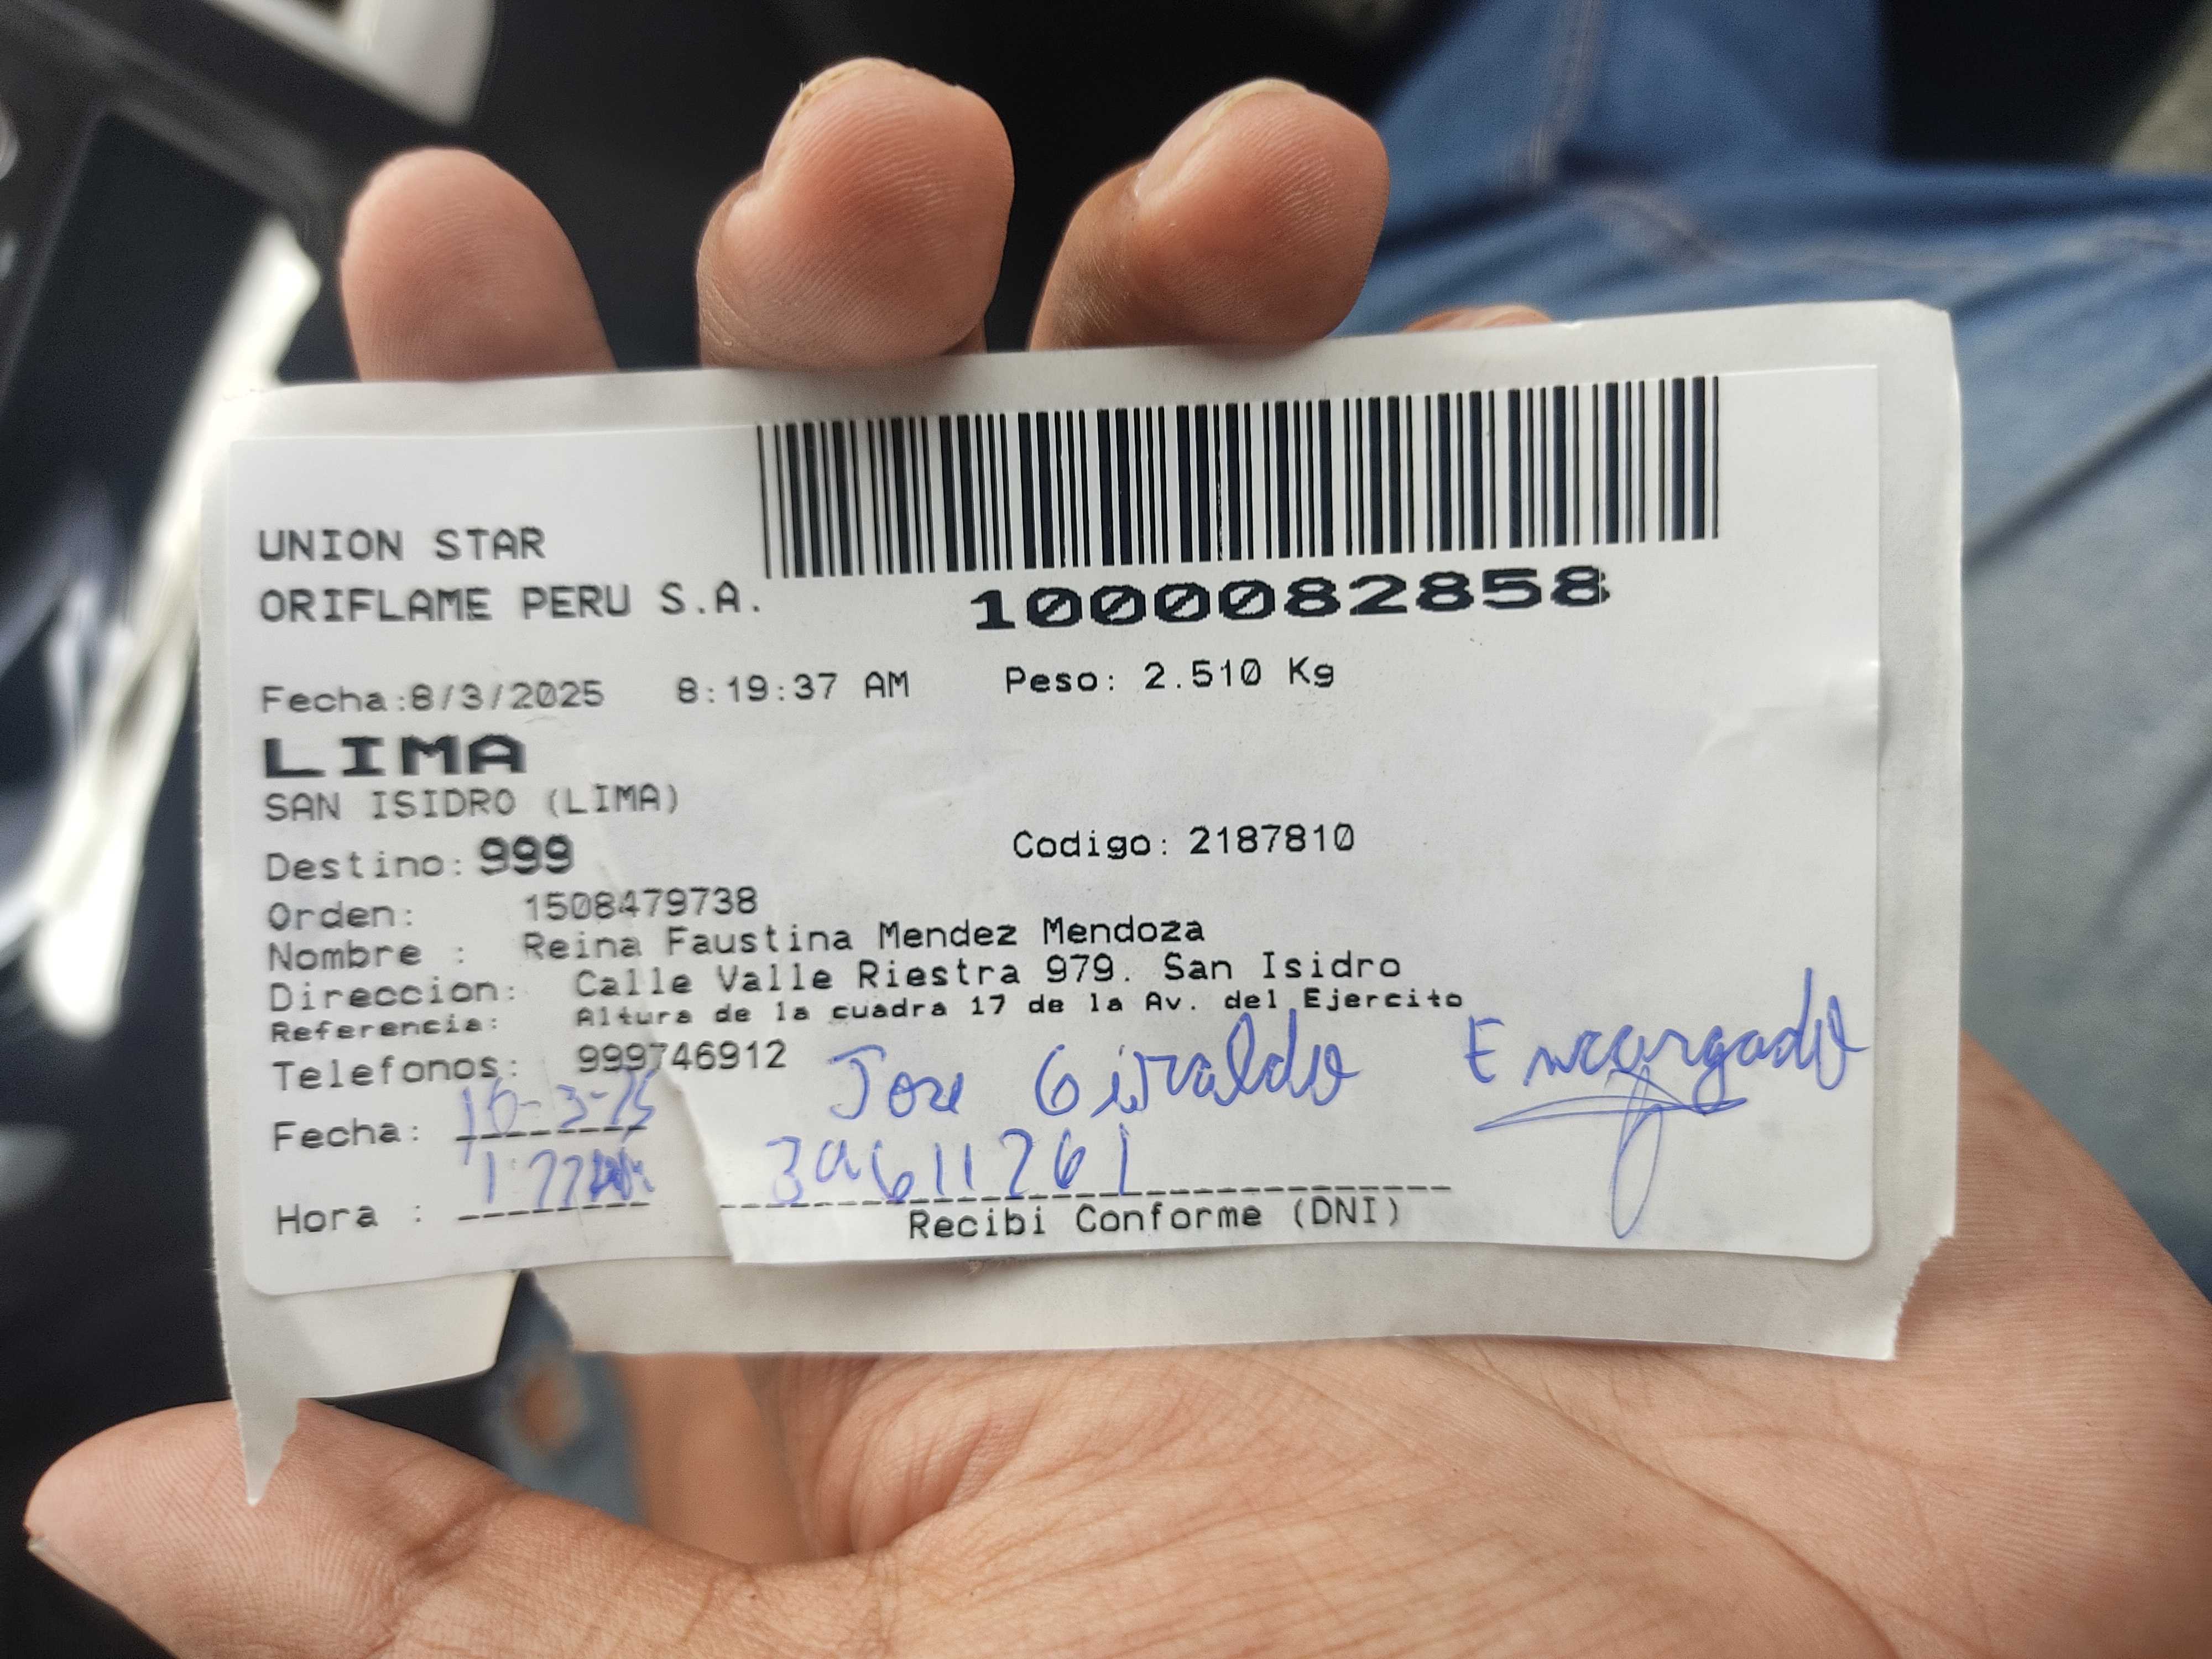 UNION STAR
ORIFLAME PERU S.A.
1000082858
Fecha:8/3/2025 8:19:37 AM Peso: 2.510 Kg
LIMA
SAN ISIDRO (LIMA)
Destino: 999 Codigo: 2187810
Orden: 1508479738
Nombre : Reina Faustina Mendez Mendoza
Direccion: Calle Valle Riestra 979. San Isidro
Referencia: Altura de la cuadra 17 de la Av. del Ejercito
Telefonos: 999746912
Jose Giraldo Encargado
Fecha: 10-3-25
Hora :
Recibi Conforme (DNI)